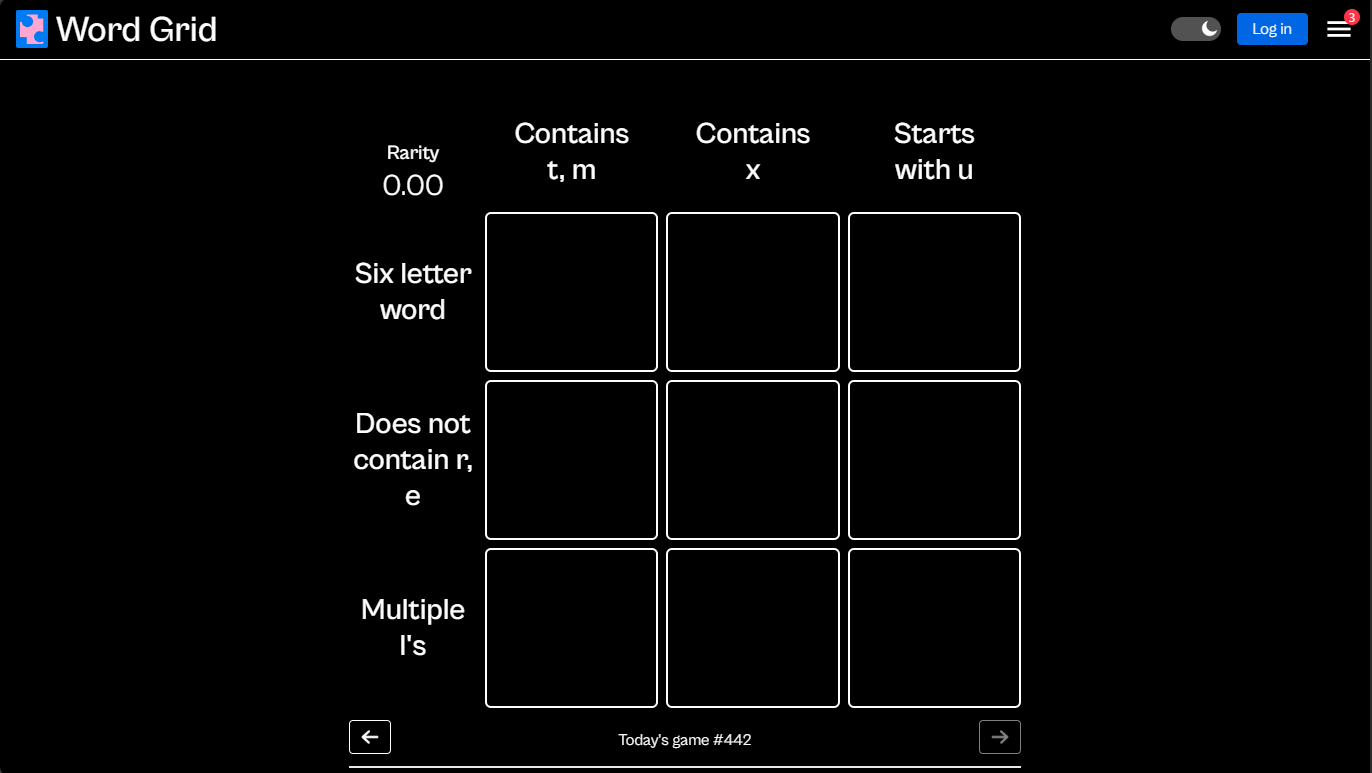 Word Grid
Log in
3
Rarity
0.00
Contains
t, m
Contains
x
Starts
with u
Six letter
word
Does not
contain r,
e
Multiple
l's
Today's game #442